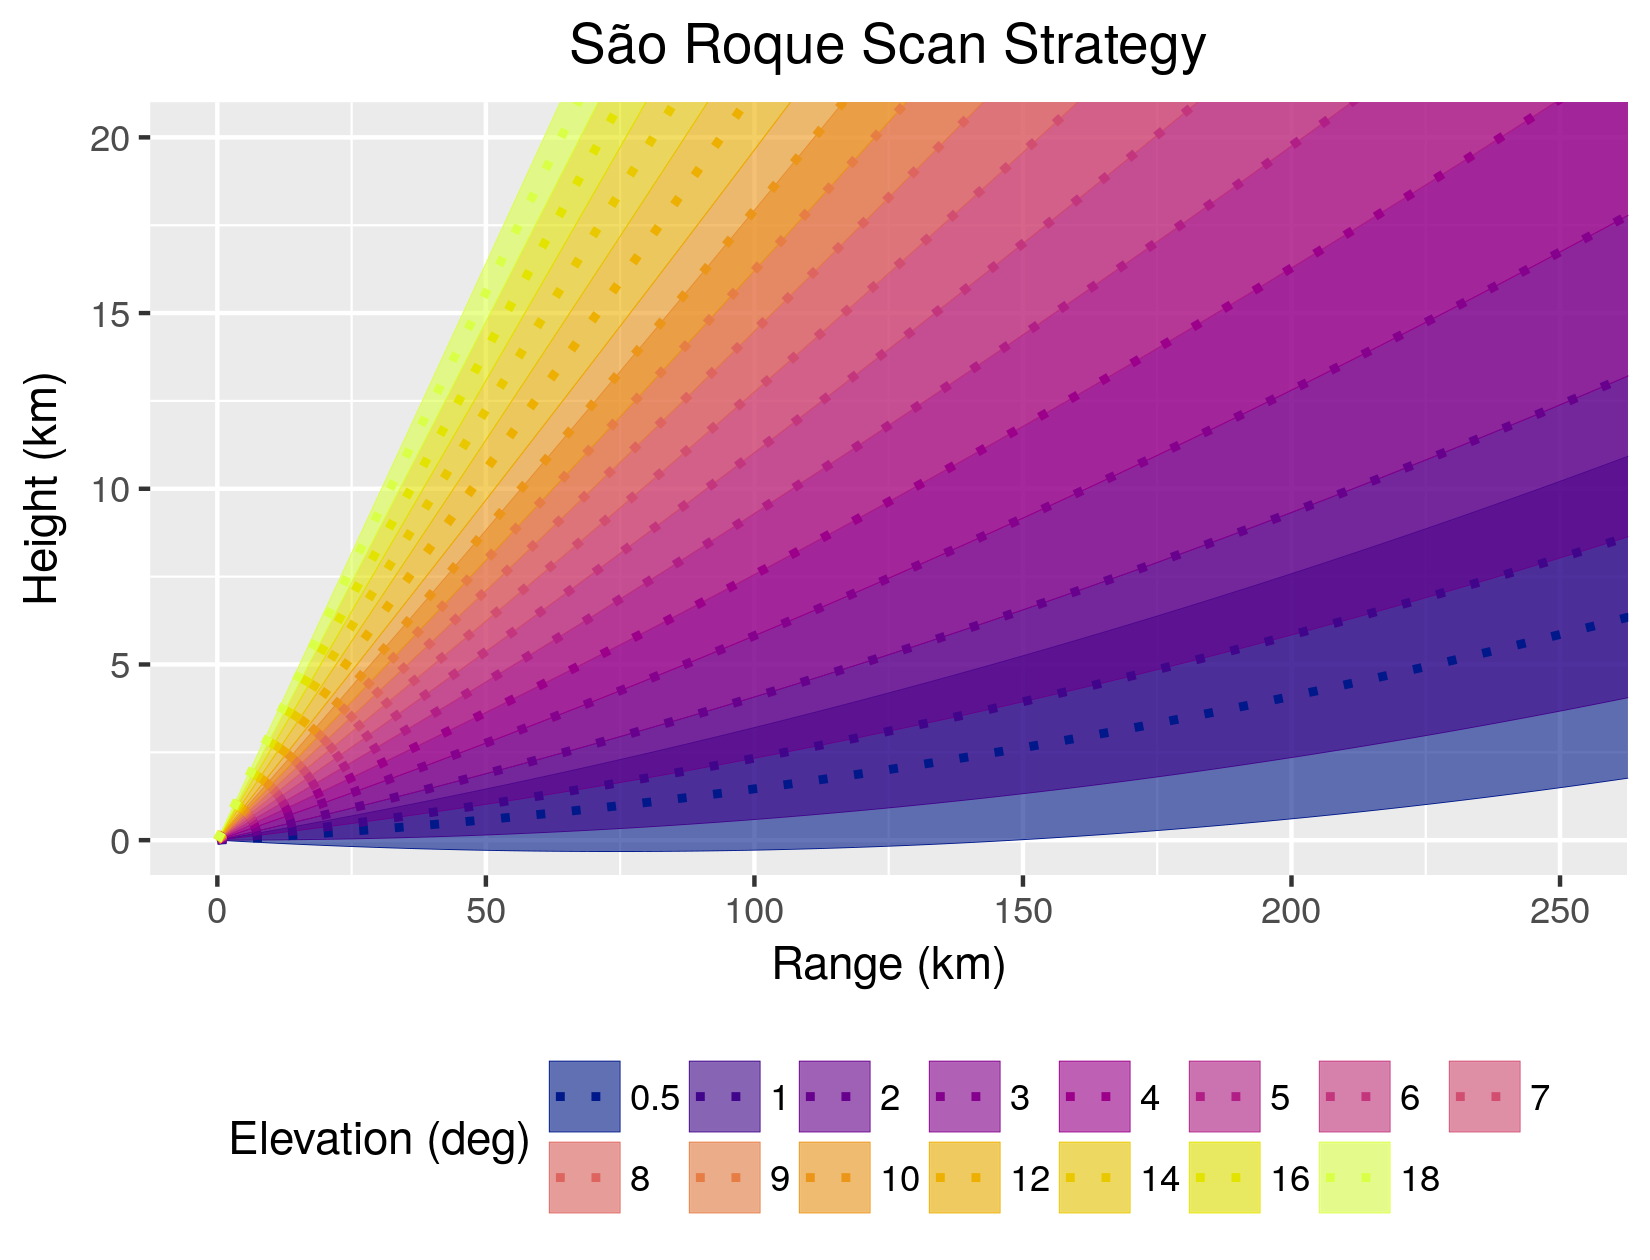 São Roque Scan Strategy
Height (km)
20
15
10
5
0
0 50 100 150 200 250
Range (km)
Elevation (deg)
0.5 1 2 3 4 5 6 7
8 9 10 12 14 16 18